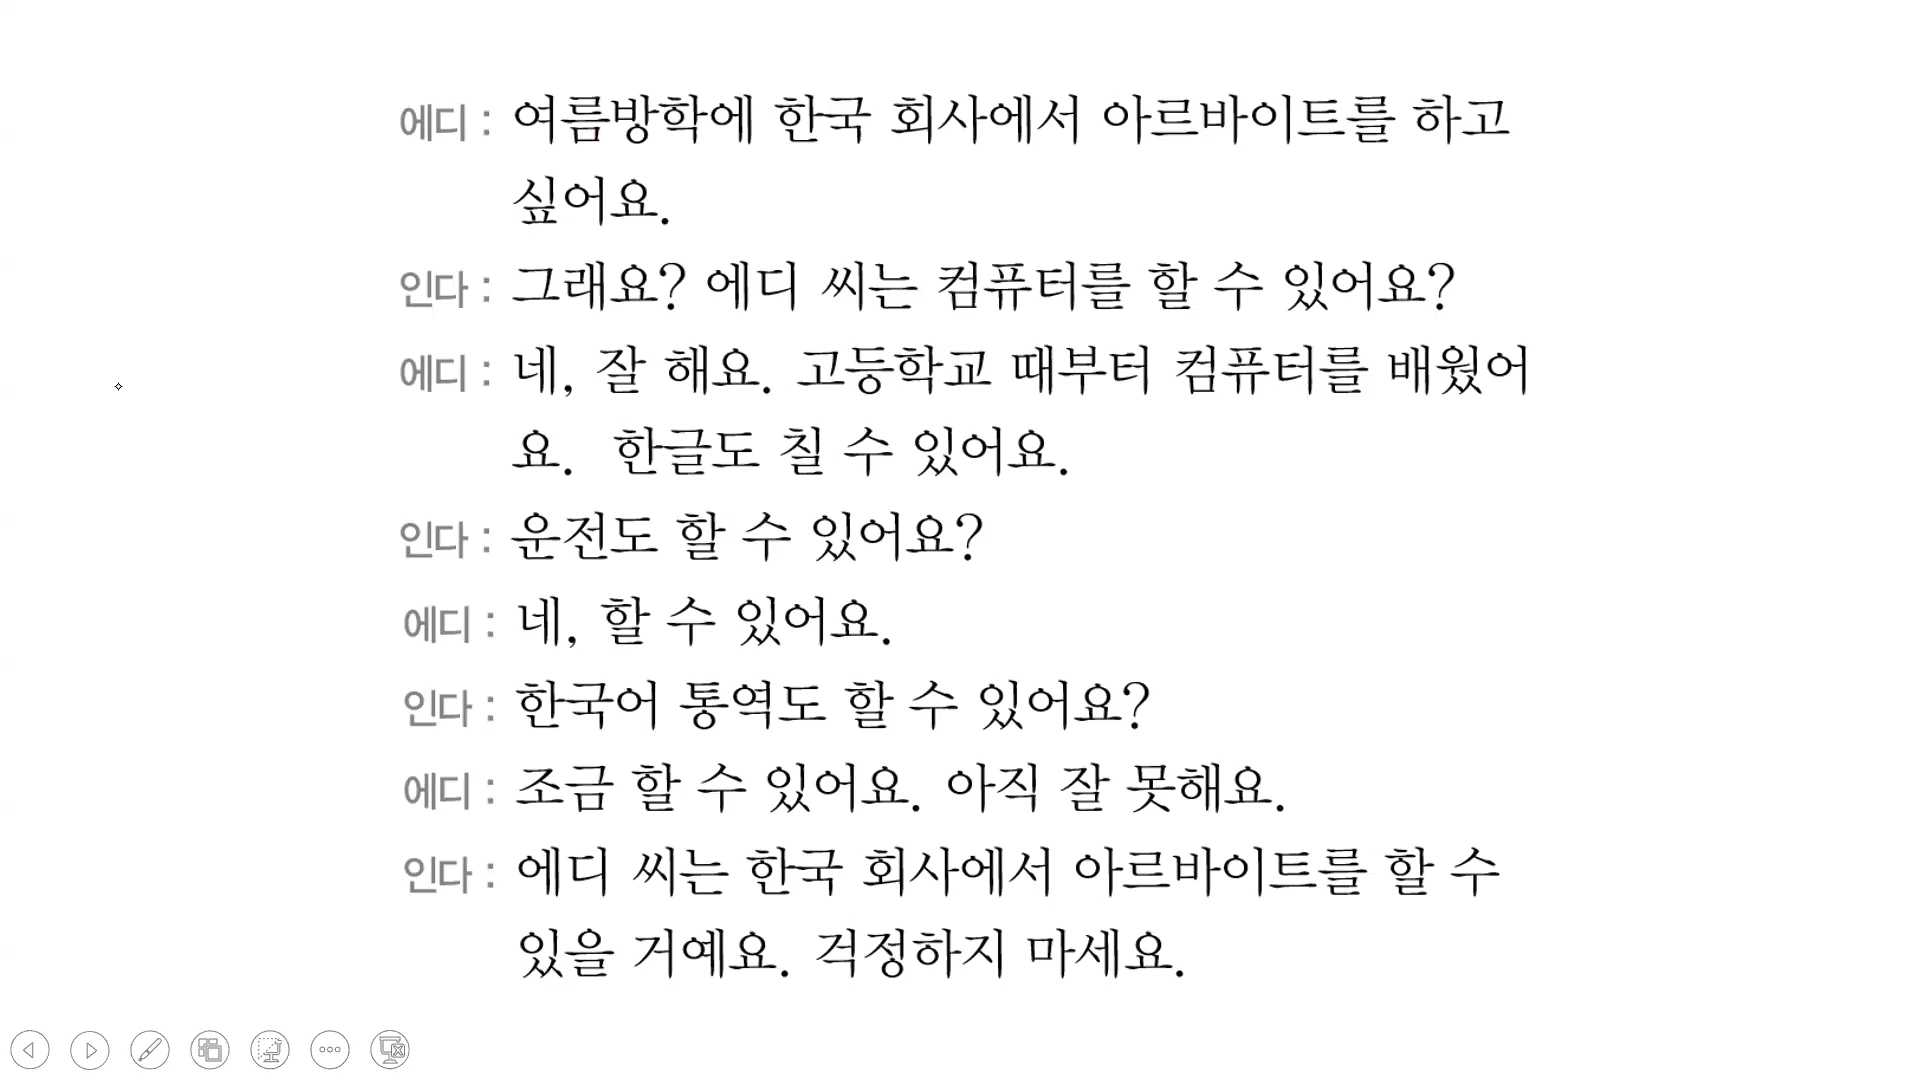 에디 : 여름방학에 한국 회사에서 아르바이트를 하고
싶어요.
인다 : 그래요? 에디 씨는 컴퓨터를 할 수 있어요?
에디 : 네, 잘 해요. 고등학교 때부터 컴퓨터를 배웠어
요. 한글도 칠 수 있어요.
인다 : 운전도 할 수 있어요?
에디 : 네, 할 수 있어요.
인다 : 한국어 통역도 할 수 있어요?
에디 : 조금 할 수 있어요. 아직 잘 못해요.
인다 : 에디 씨는 한국 회사에서 아르바이트를 할 수
있을 거예요. 걱정하지 마세요.